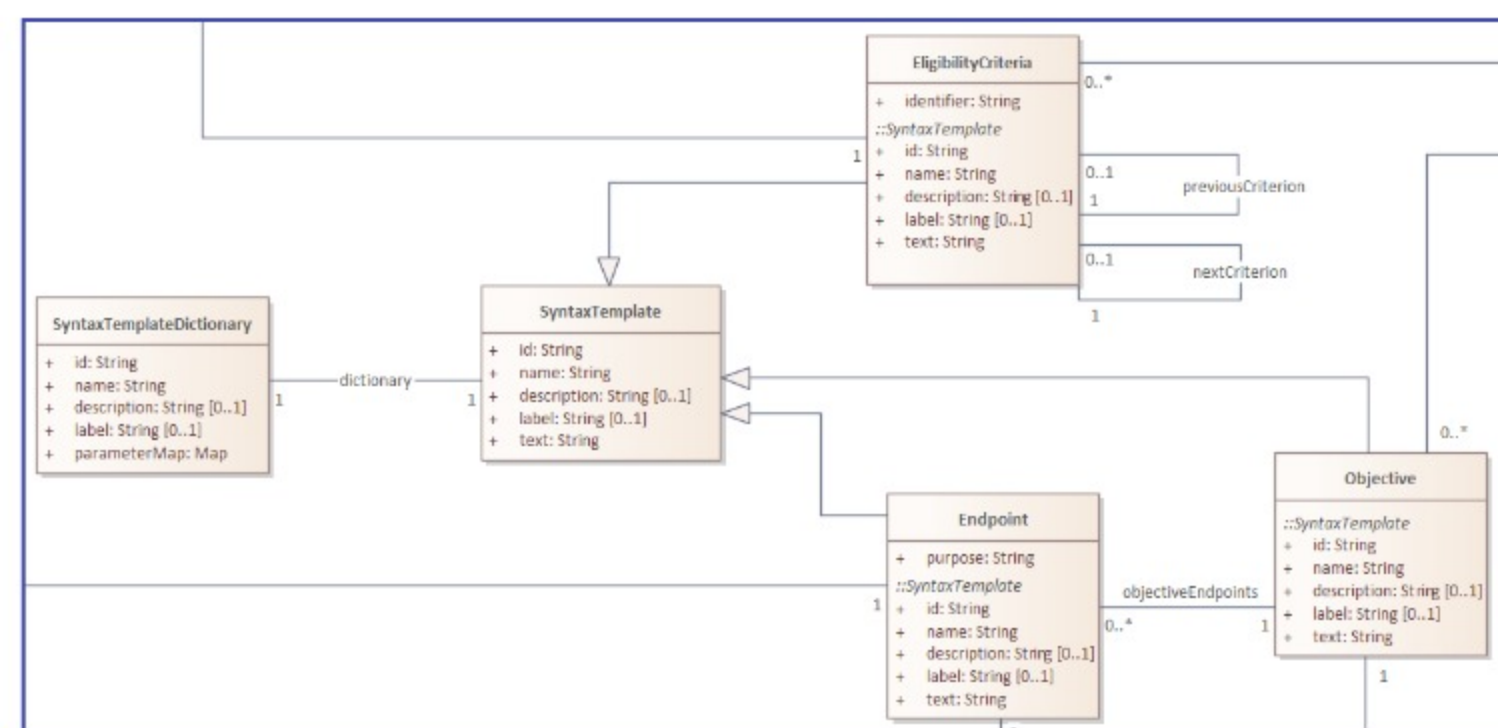 EligibilityCriteria
+ identifier: String
::SyntaxTemplate
+ id: String
+ name: String
+ description: String [0..1]
+ label: String [0..1]
+ text: String
0..*
1
0..1
previousCriterion
1
0..1
nextCriterion
1
SyntaxTemplateDictionary
+ id: String
+ name: String
+ description: String [0..1]
+ label: String [0..1]
+ parameterMap: Map
1
dictionary
1
SyntaxTemplate
+ id: String
+ name: String
+ description: String [0..1]
+ label: String [0..1]
+ text: String
0..*
Objective
::SyntaxTemplate
+ id: String
+ name: String
+ description: String [0..1]
+ label: String [0..1]
+ text: String
1
Endpoint
+ purpose: String
::SyntaxTemplate
+ id: String
+ name: String
+ description: String [0..1]
+ label: String [0..1]
+ text: String
1
objectiveEndpoints
0..*
1